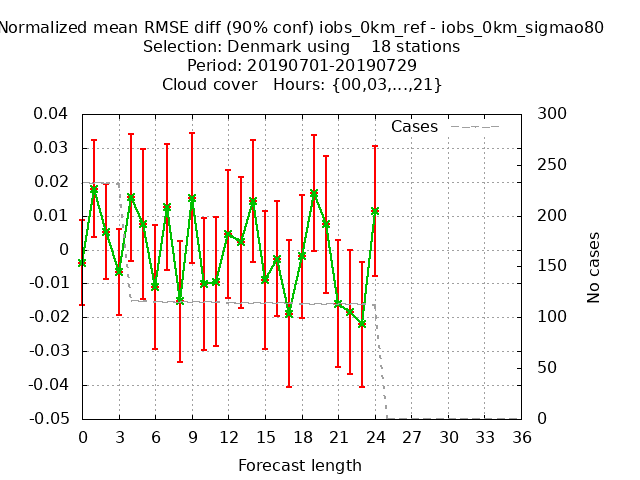 Normalized mean RMSE diff (90% conf) iobs_0km_ref - iobs_0km_sigmao80
Selection: Denmark using 18 stations
Period: 20190701-20190729
Cloud cover Hours: {00,03,...,21}
Cases
0.04
0.03
0.02
0.01
0
-0.01
-0.02
-0.03
-0.04
-0.05
300
250
200
150
100
50
0
No cases
0 3 6 9 12 15 18 21 24 27 30 33 36
Forecast length